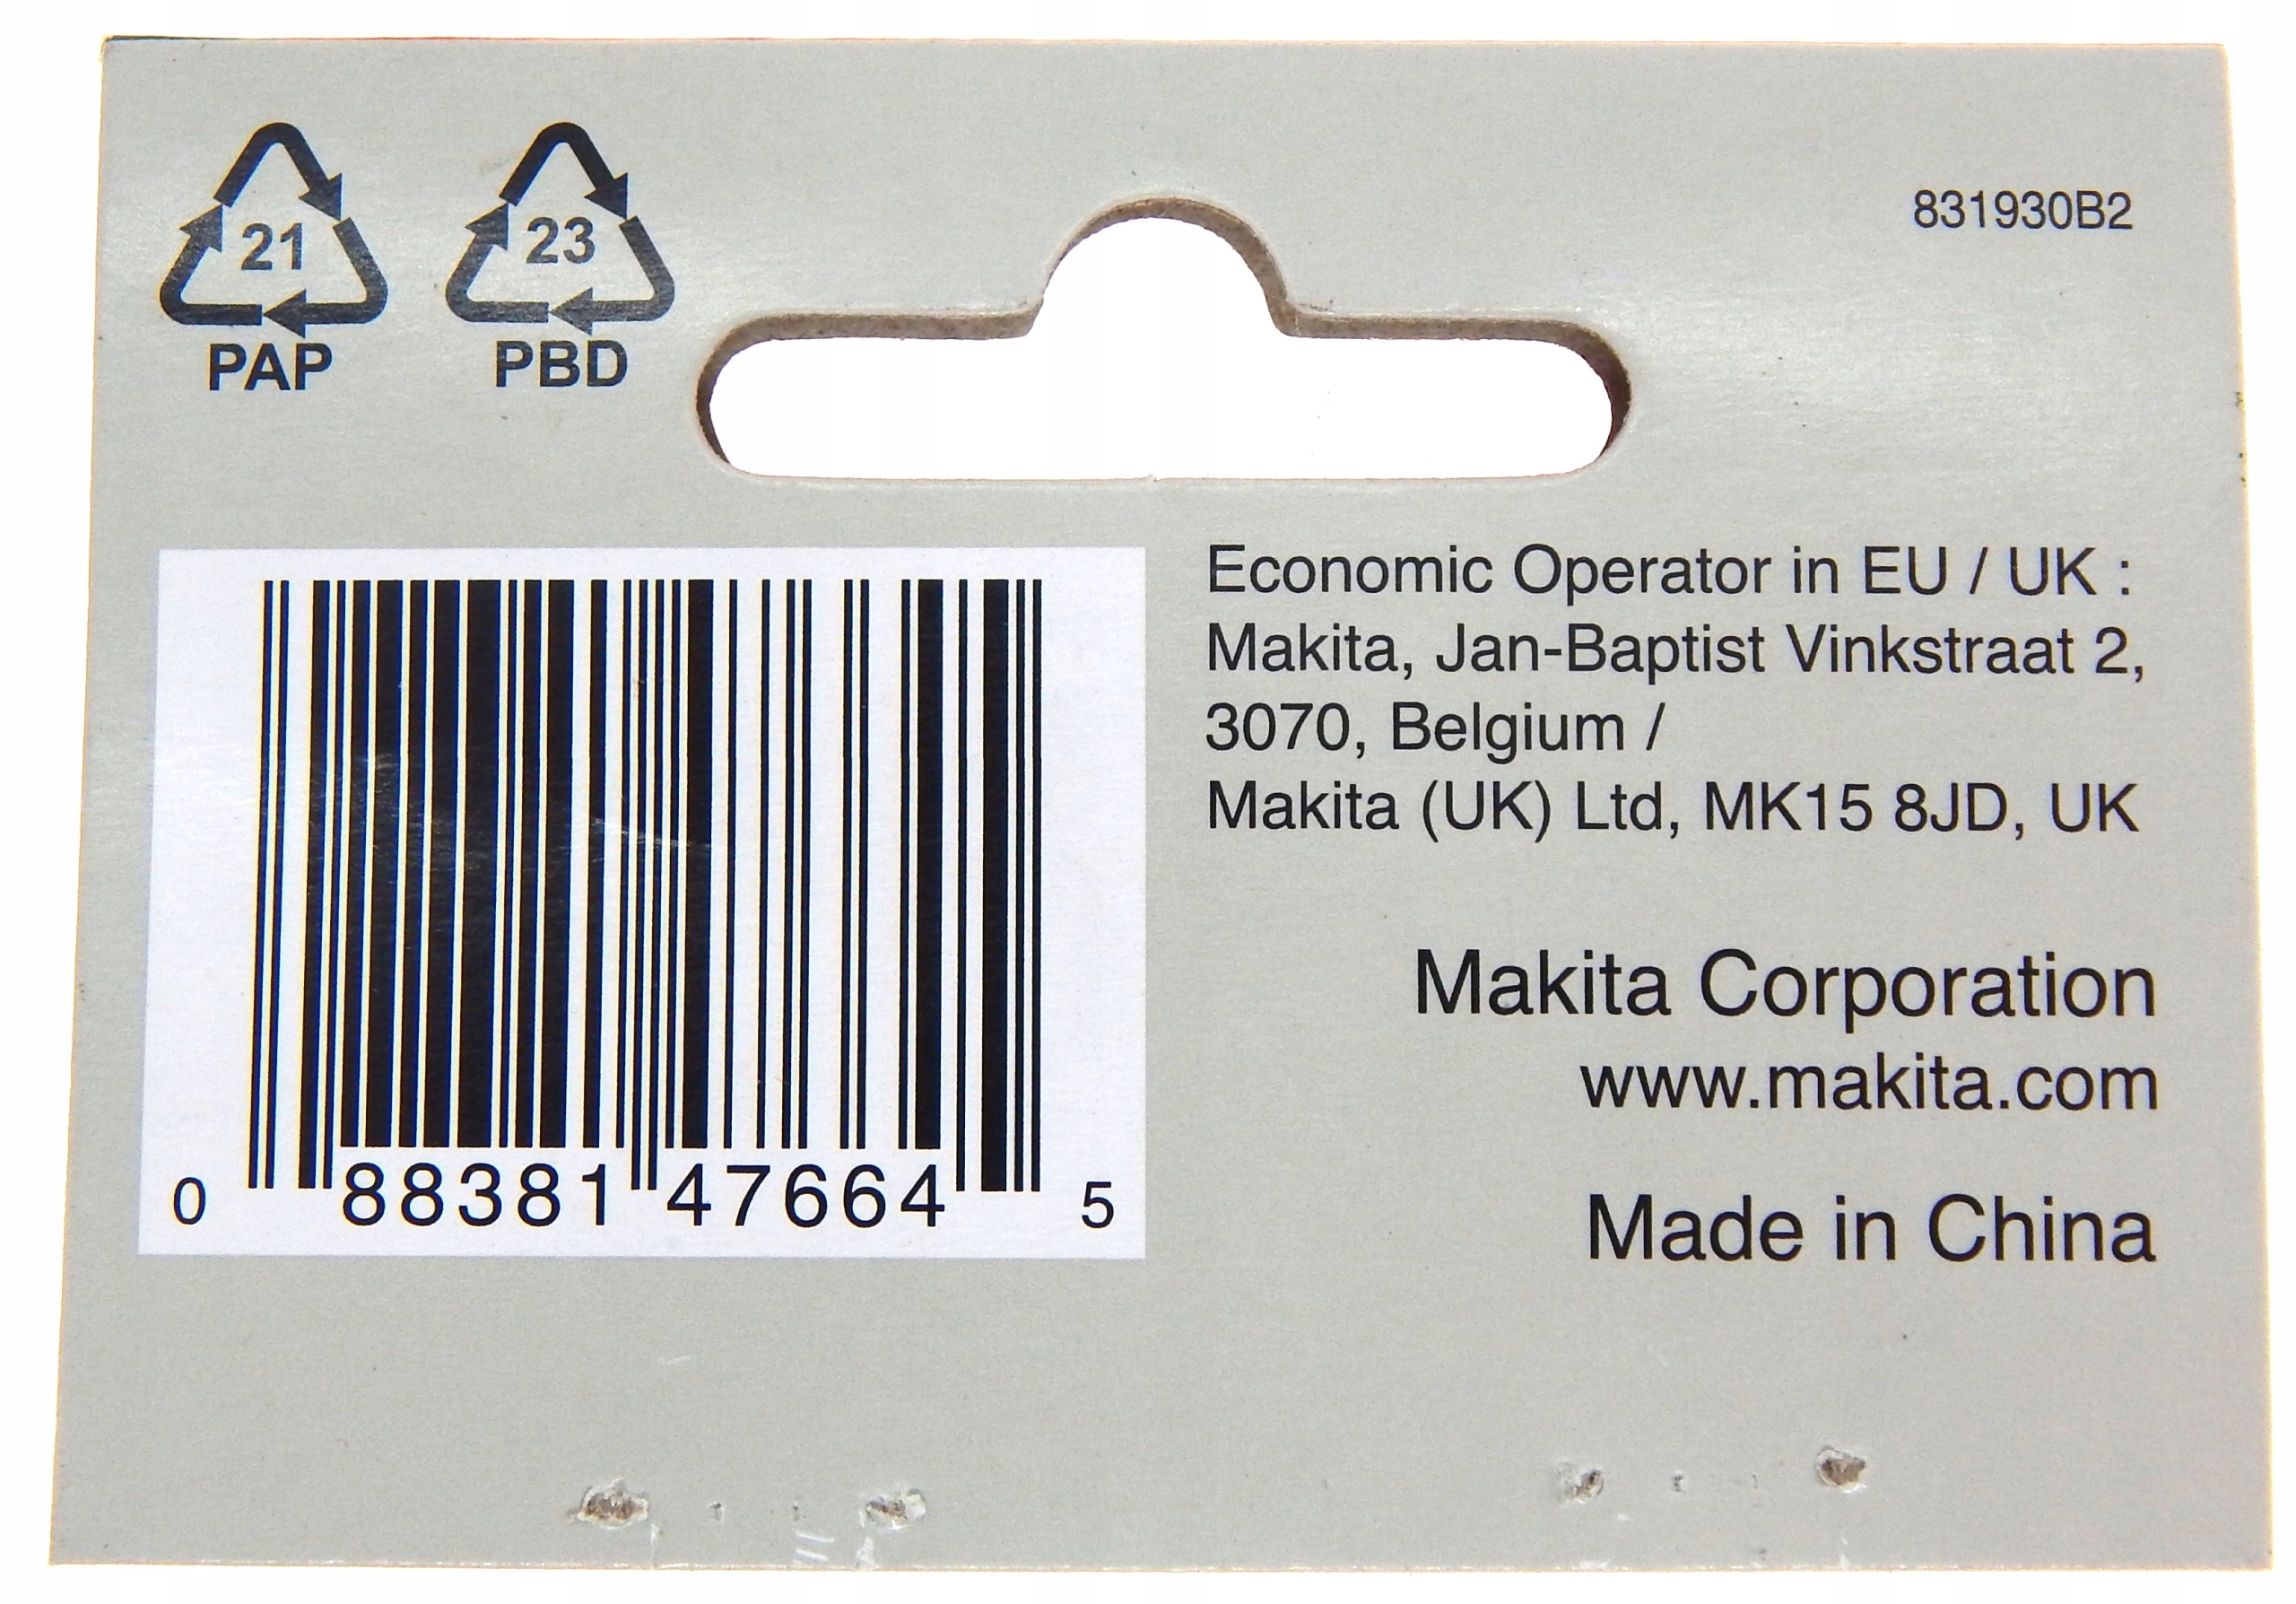 21
PAP
23
PBD
831930B2
Economic Operator in EU / UK :
Makita, Jan-Baptist Vinkstraat 2,
3070, Belgium /
Makita (UK) Ltd, MK15 8JD, UK
Makita Corporation
www.makita.com
Made in China
0 88381 47664 5